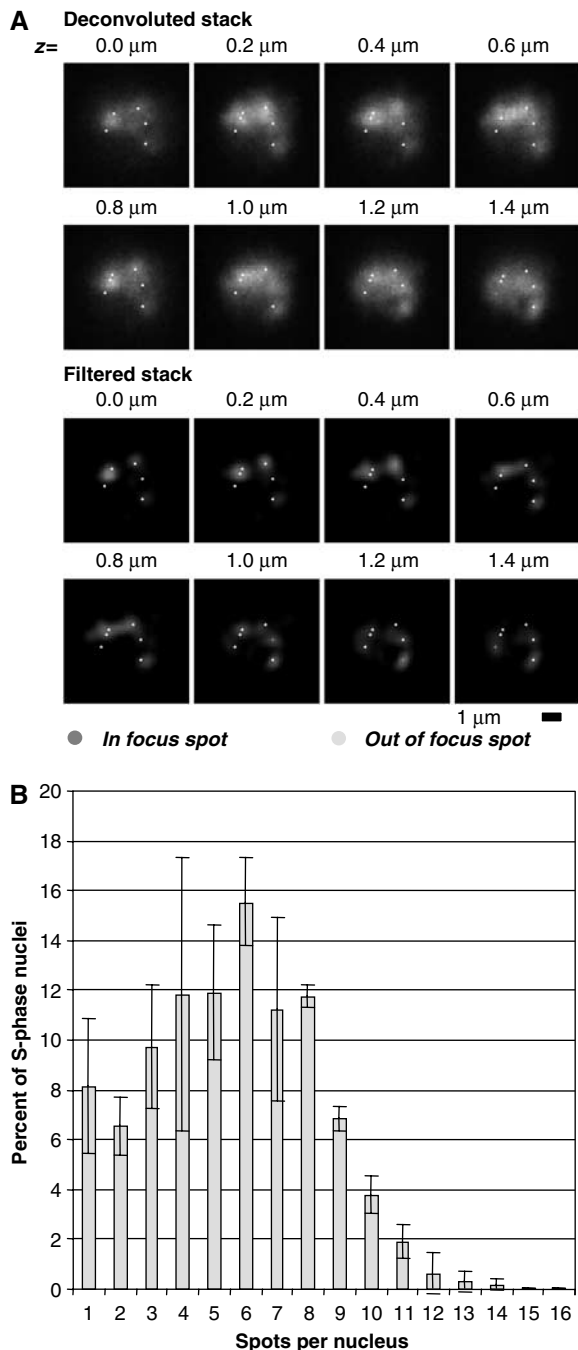 A
Deconvoluted stack
z= 0.0 µm 0.2 µm 0.4 µm 0.6 µm
0.8 µm 1.0 µm 1.2 µm 1.4 µm
Filtered stack
0.0 µm 0.2 µm 0.4 µm 0.6 µm
0.8 µm 1.0 µm 1.2 µm 1.4 µm
1 µm
In focus spot Out of focus spot
B
20
18
16
14
12
10
8
6
4
2
0
Percent of S-phase nuclei
1 2 3 4 5 6 7 8 9 10 11 12 13 14 15 16
Spots per nucleus